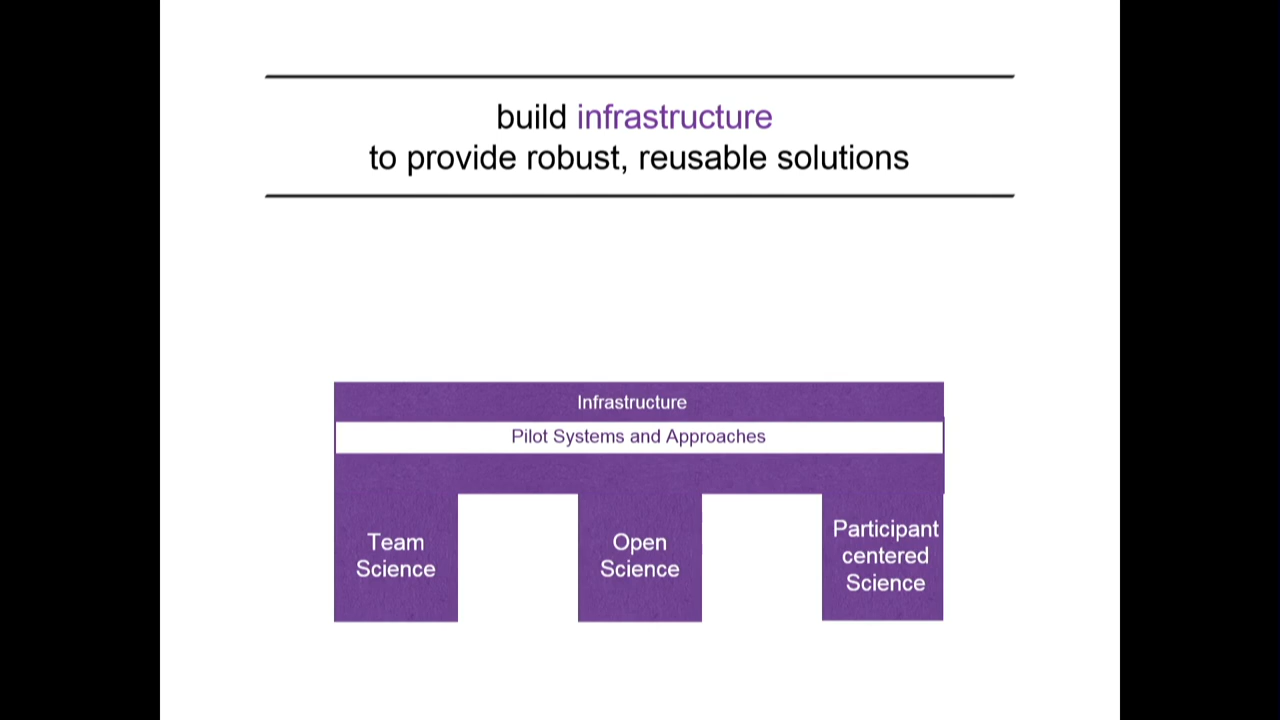 build infrastructure
to provide robust, reusable solutions
Infrastructure
Pilot Systems and Approaches
Team
Science
Open
Science
Participant
centered
Science